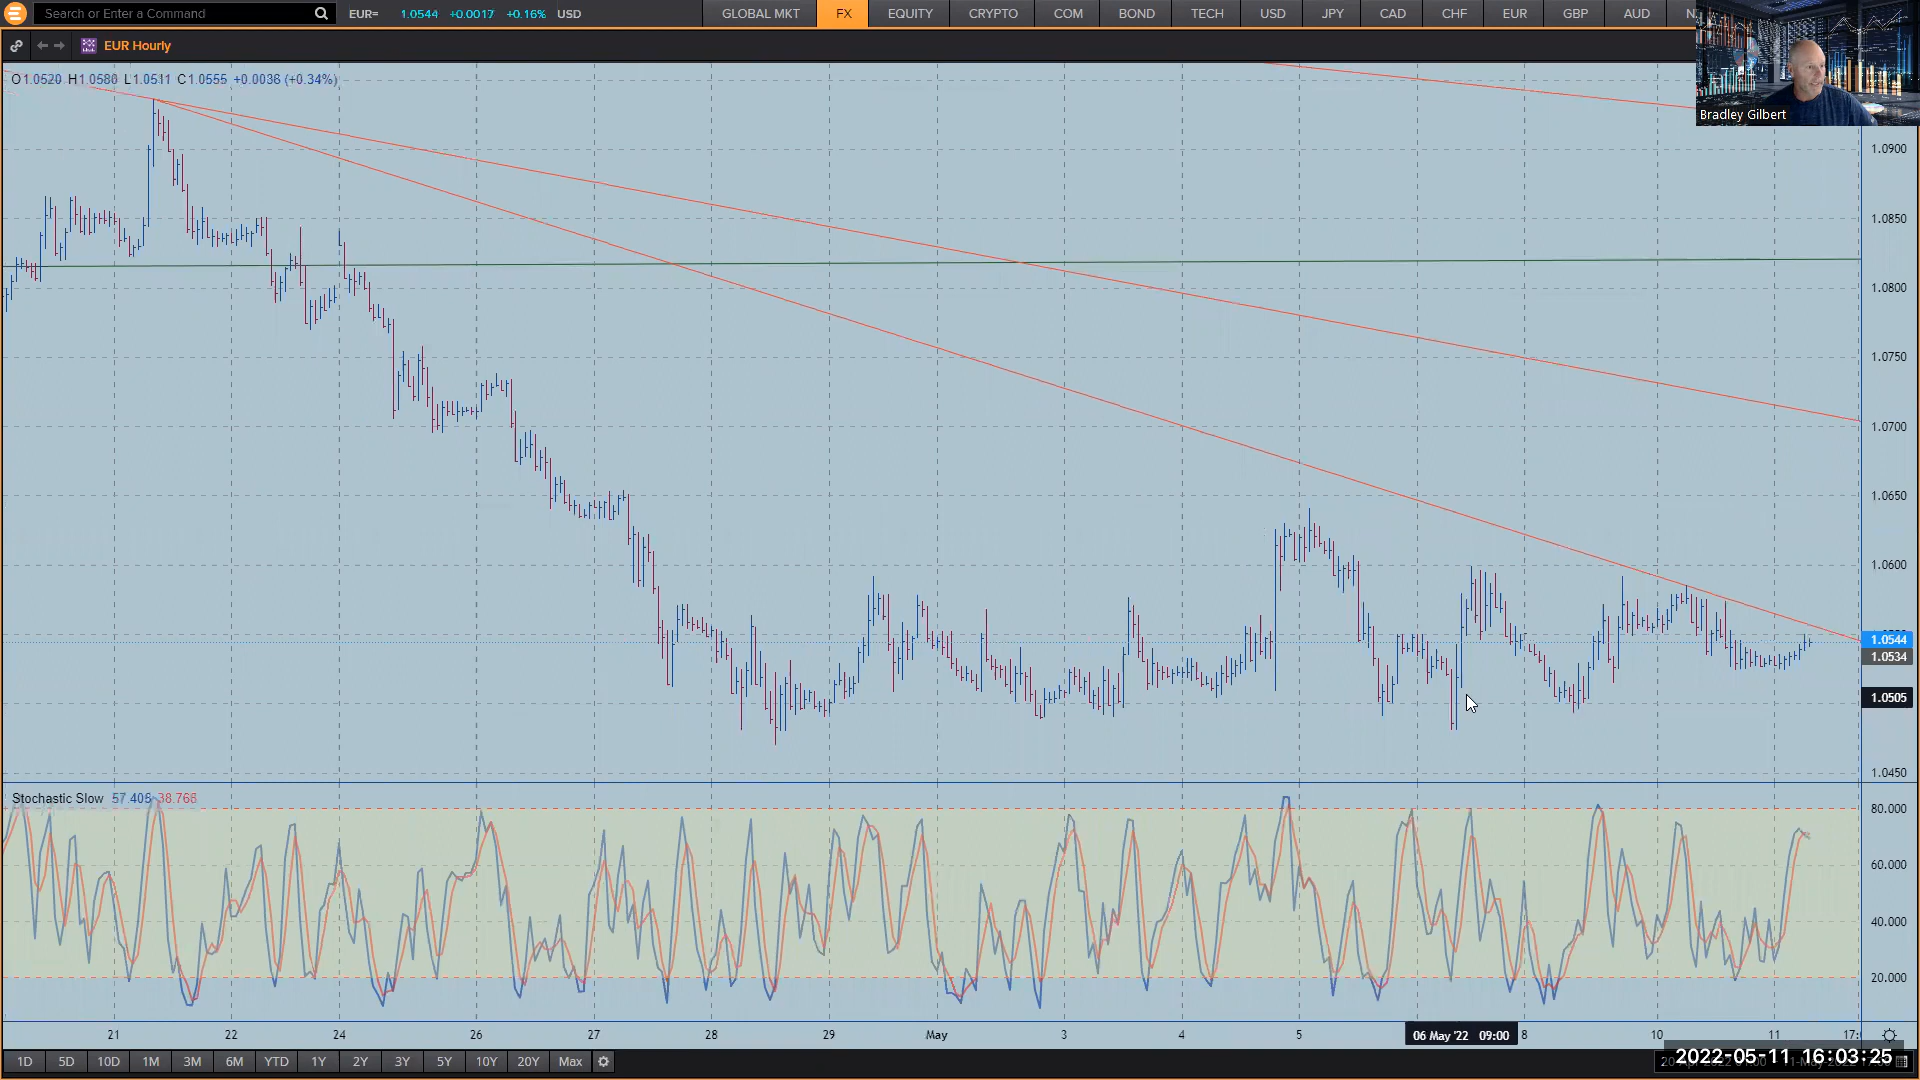 Search or Enter a Command EUR= 1.0544 +0.0017 +0.16% USD GLOBAL MKT FX EQUITY CRYPTO COM BOND TECH USD JPY CAD CHF EUR GBP AUD
EUR Hourly
O1.0520 H1.0580 L1.0511 C1.0555 +0.0036 (+0.34%)
Bradley Gilbert
1.0900
1.0850
1.0800
1.0750
1.0700
1.0650
1.0600
1.0544
1.0534
1.0505
1.0450
Stochastic Slow 57.406 38.766
80.000
60.000
40.000
20.000
21 22 24 26 27 28 29 May 3 4 5 06 May '22 09:00 8 10 11
1D 5D 10D 1M 3M 6M YTD 1Y 2Y 3Y 5Y 10Y 20Y Max
2022-05-11 16:03:25